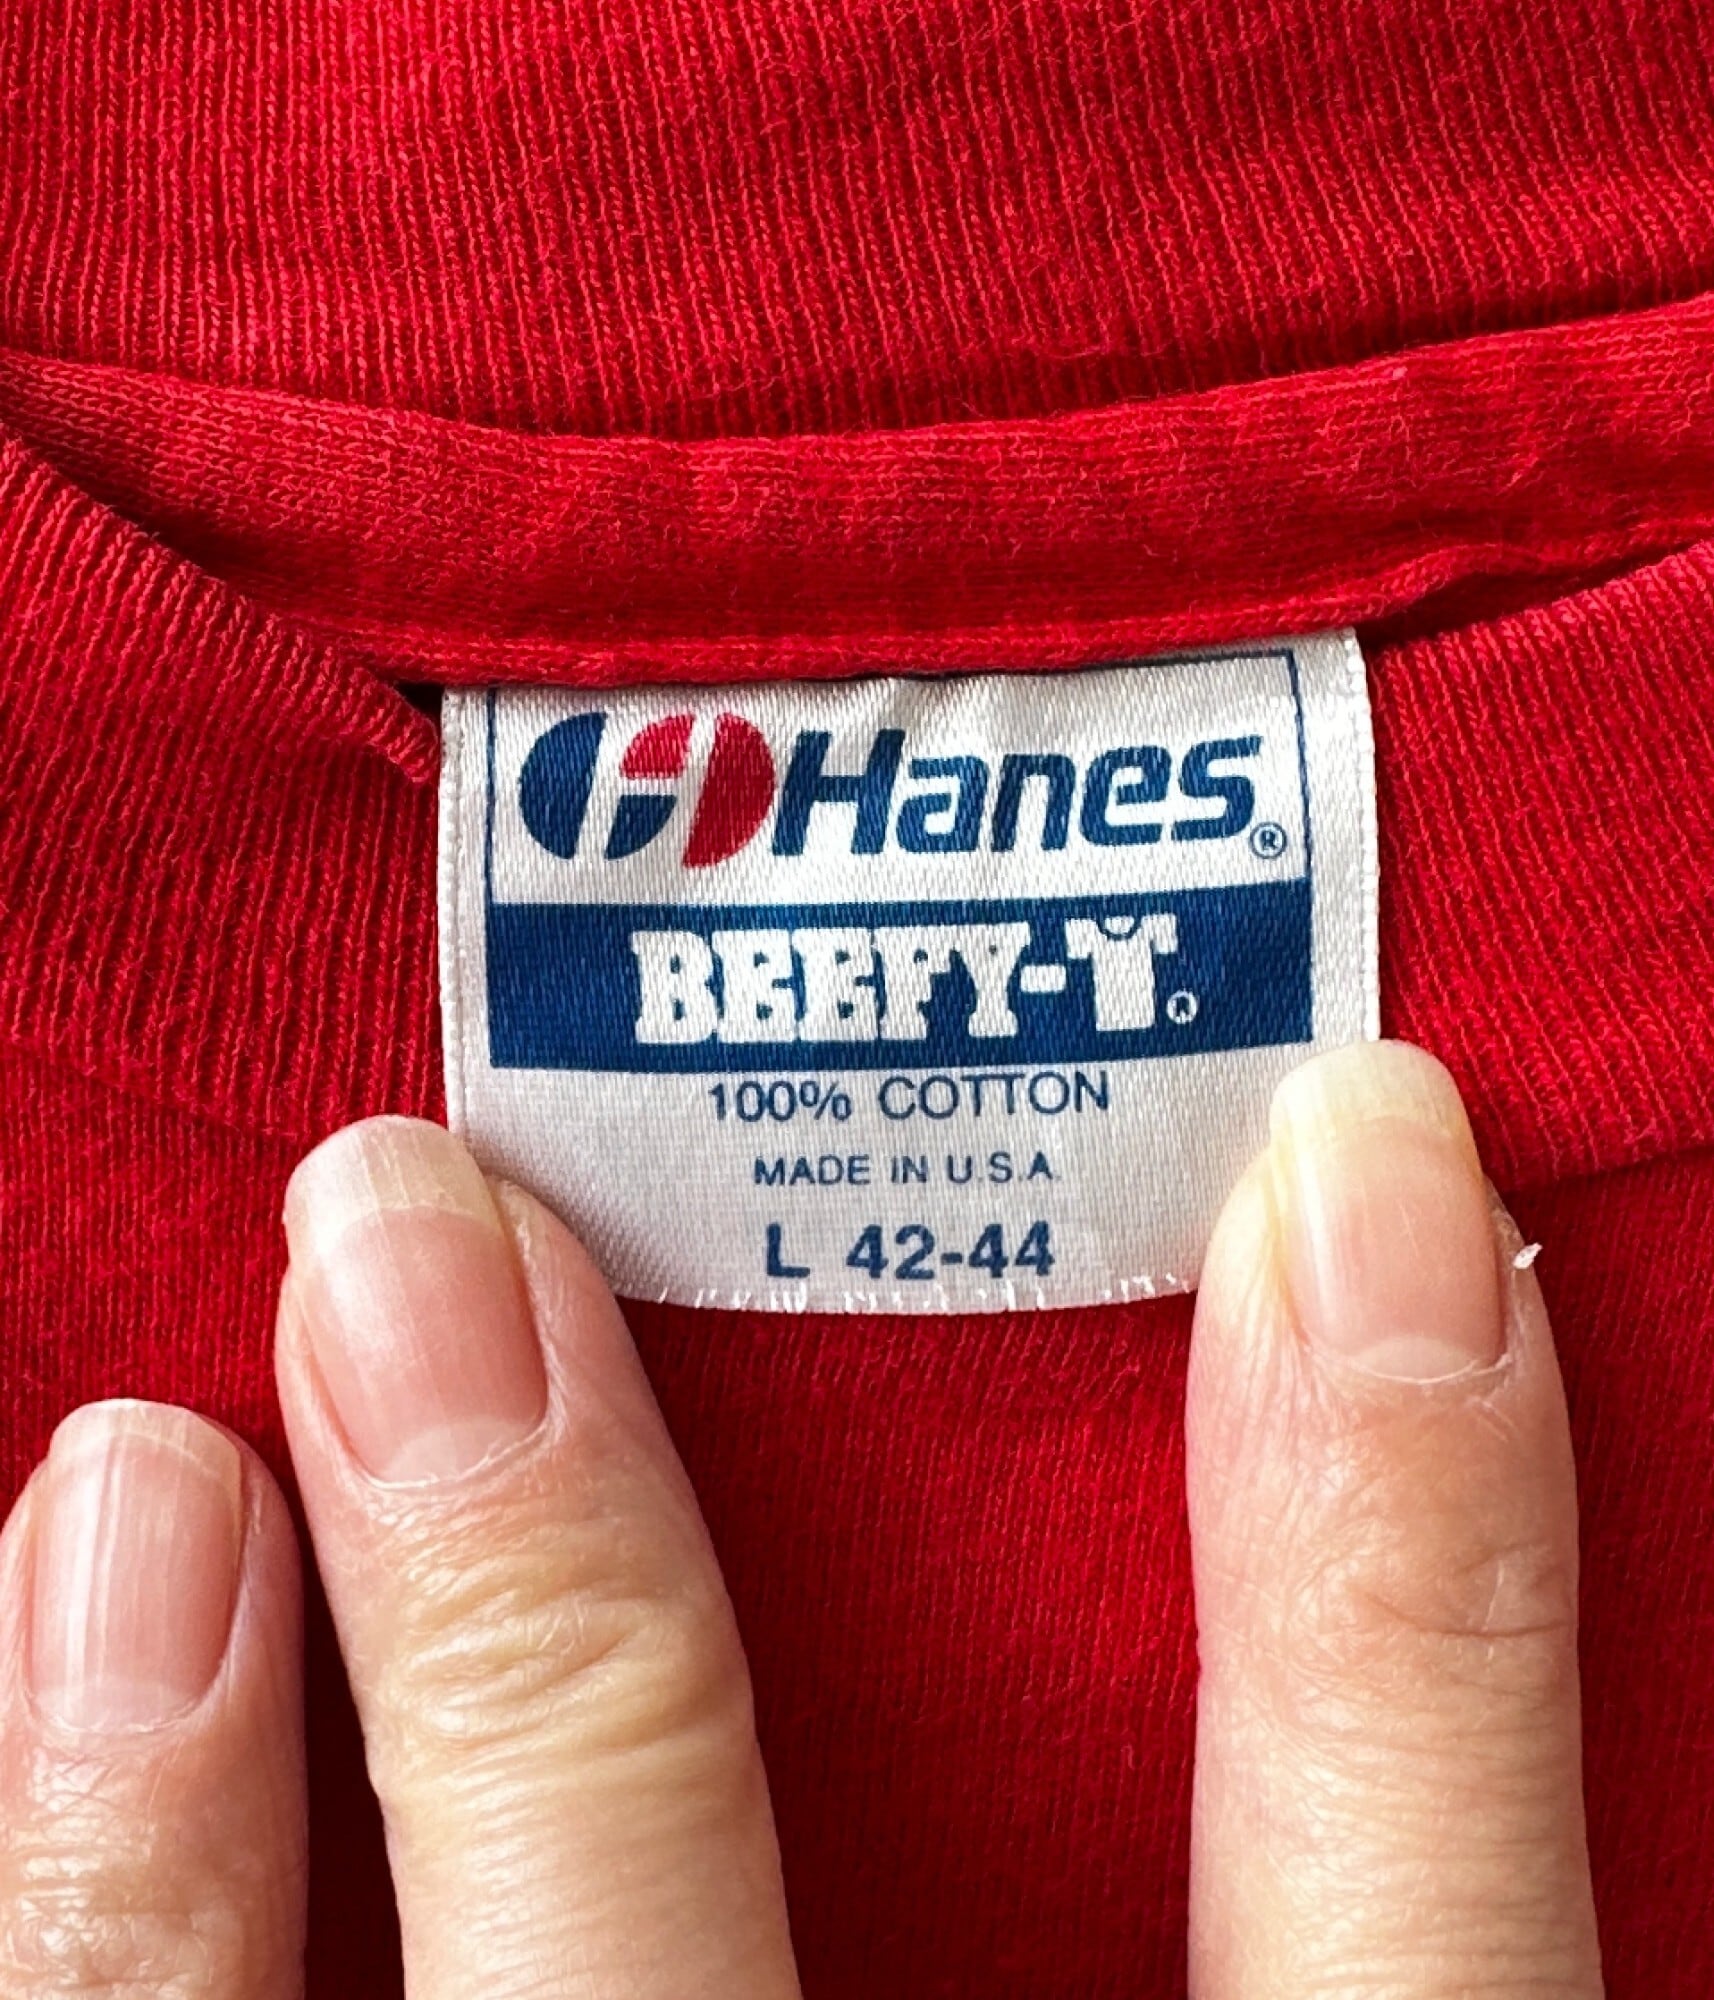 Hanes®
BEEFY-T®
100% COTTON
MADE IN U.S.A.
L 42-44